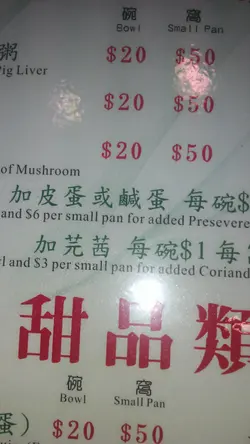 碗 窩
Bowl Small Pan
粥 $20 $50
Pig Liver
$20 $50
$20 $50
of Mushroom
加皮蛋或鹹蛋 每碗$
and $6 per small pan for added Preseve
加芫茜 每碗$1 每
l and $3 per small pan for added Coriand
甜品類
碗 窩
Bowl Small Pan
蛋) $20 $50